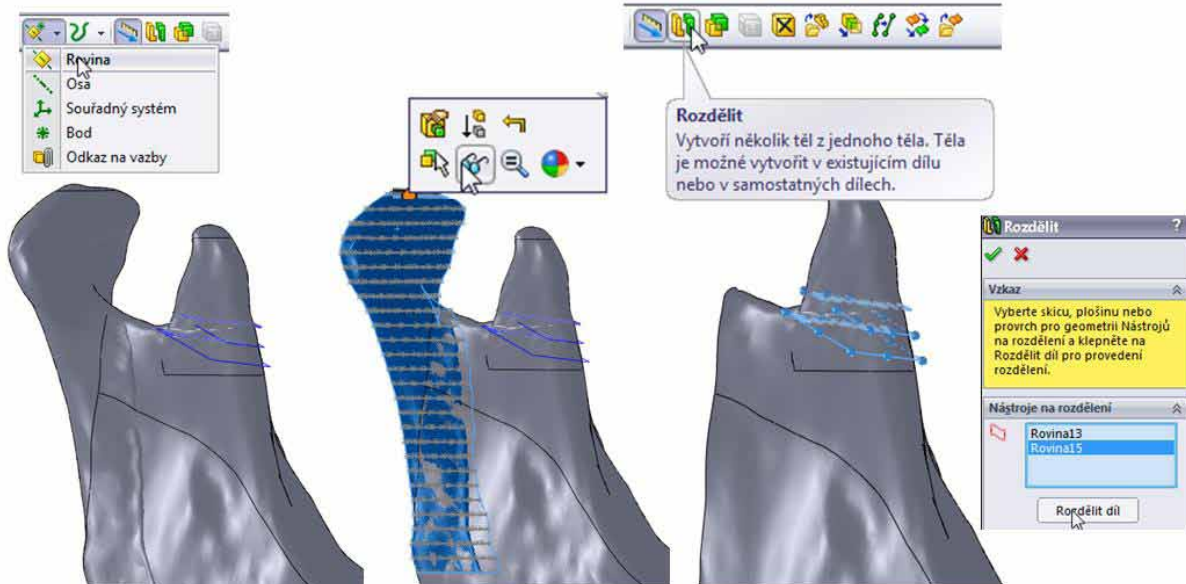 Rovina
Osa
Souřadný systém
Bod
Odkaz na vazby
Rozdělit
Vytvoří několik těl z jednoho těla. Těla
je možné vytvořit v existujícím dílu
nebo v samostatných dílech.
Rozdělit ?
Vzkaz
Vyberte skicu, plošinu nebo
provrch pro geometrii Nástrojů
na rozdělení a klepněte na
Rozdělit díl pro provedení
rozdělení.
Nástroje na rozdělení
Rovina13
Rovina15
Rozdělit díl